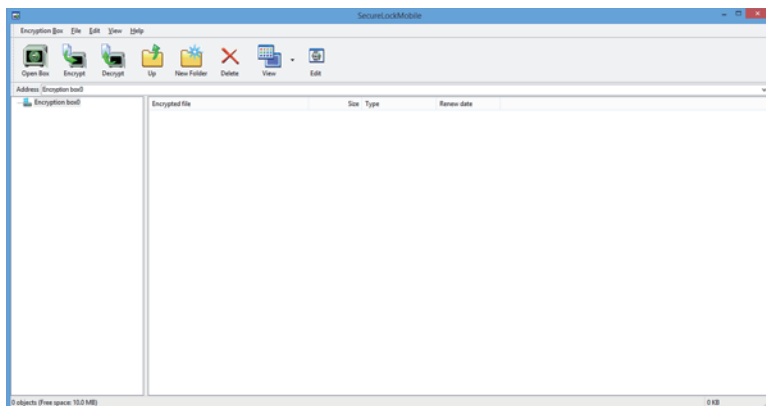 SecureLockMobile
Encryption Box File Edit View Help
Open Box Encrypt Decrypt Up New Folder Delete View Edit
Address Encryption box0
Encryption box0 Encrypted file Size Type Renew date
0 objects (Free space: 10.0 MB) 0 KB